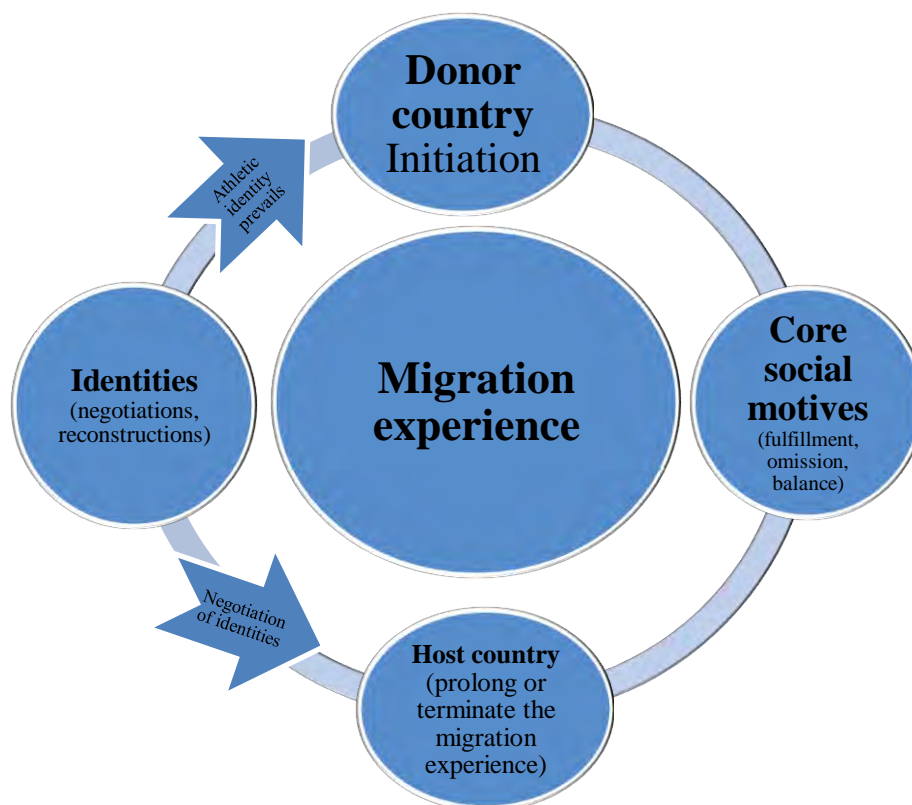 Donor
country
Initiation
Athletic
identity
prevails
Identities
(negotiations,
reconstructions)
Migration
experience
Core
social
motives
(fulfillment,
omission,
balance)
Negotiation
of identities
Host country
(prolong or
terminate the
migration
experience)